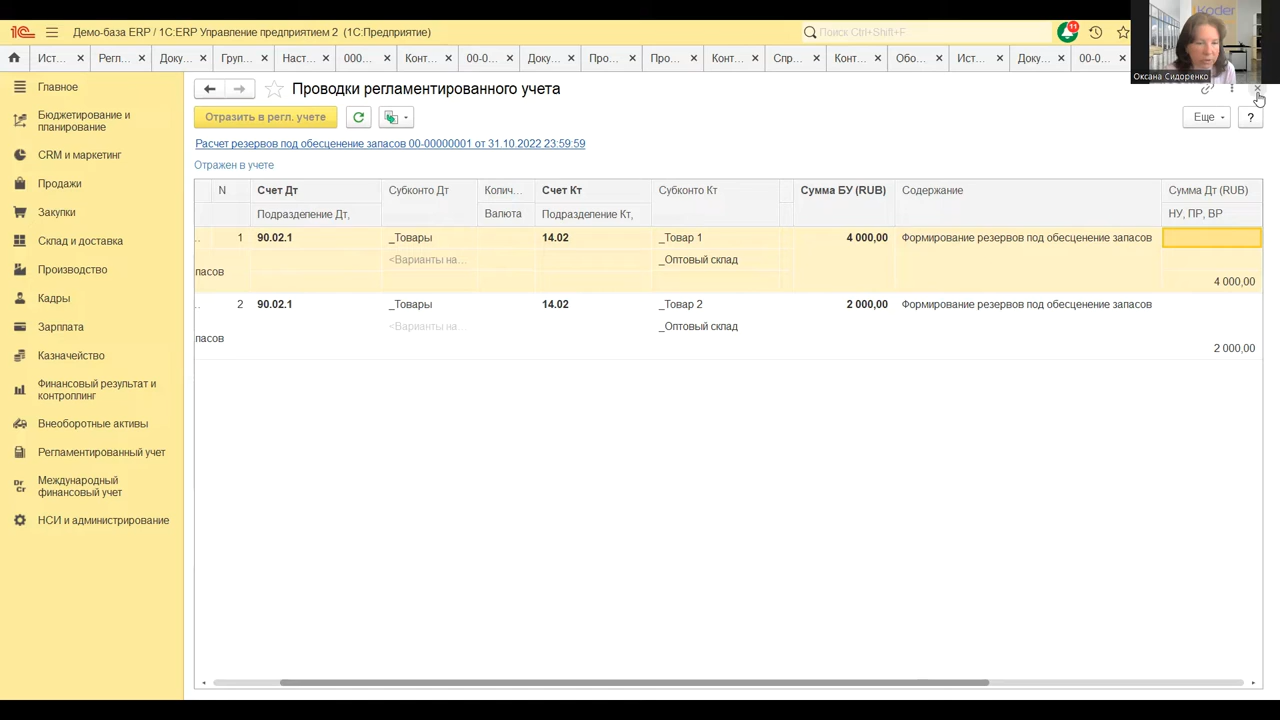 Демо-база ERP / 1С:ERP Управление предприятием 2 (1С:Предприятие)
Поиск Ctrl+Shift+F
11
Koder
Ист... × Регл... × Доку... × Груп... × Наст... × 000... × Конт... × 00-0... × Доку... × Про... × Про... × Конт... × Спр... × Конт... × Обо... × Ист... × Доку... × 00-0...
Оксана Сидоренко
Главное
Бюджетирование и
планирование
CRM и маркетинг
Продажи
Закупки
Склад и доставка
Производство
Кадры
Зарплата
Казначейство
Финансовый результат и
контроллинг
Внеоборотные активы
Регламентированный учет
Международный
финансовый учет
НСИ и администрирование
Проводки регламентированного учета
Отразить в регл. учете
Еще
?
Расчет резервов под обесценение запасов 00-00000001 от 31.10.2022 23:59:59
Отражен в учете
N Счет Дт Субконто Дт Колич... Счет Кт Субконто Кт Сумма БУ (RUB) Содержание Сумма Дт (RUB)
Подразделение Дт, Валюта Подразделение Кт, НУ, ПР, ВР
.. 1 90.02.1 _Товары 14.02 _Товар 1 4 000,00 Формирование резервов под обесценение запасов
<Варианты на... _Оптовый склад
пасов 4 000,00
.. 2 90.02.1 _Товары 14.02 _Товар 2 2 000,00 Формирование резервов под обесценение запасов
<Варианты на... _Оптовый склад
пасов 2 000,00